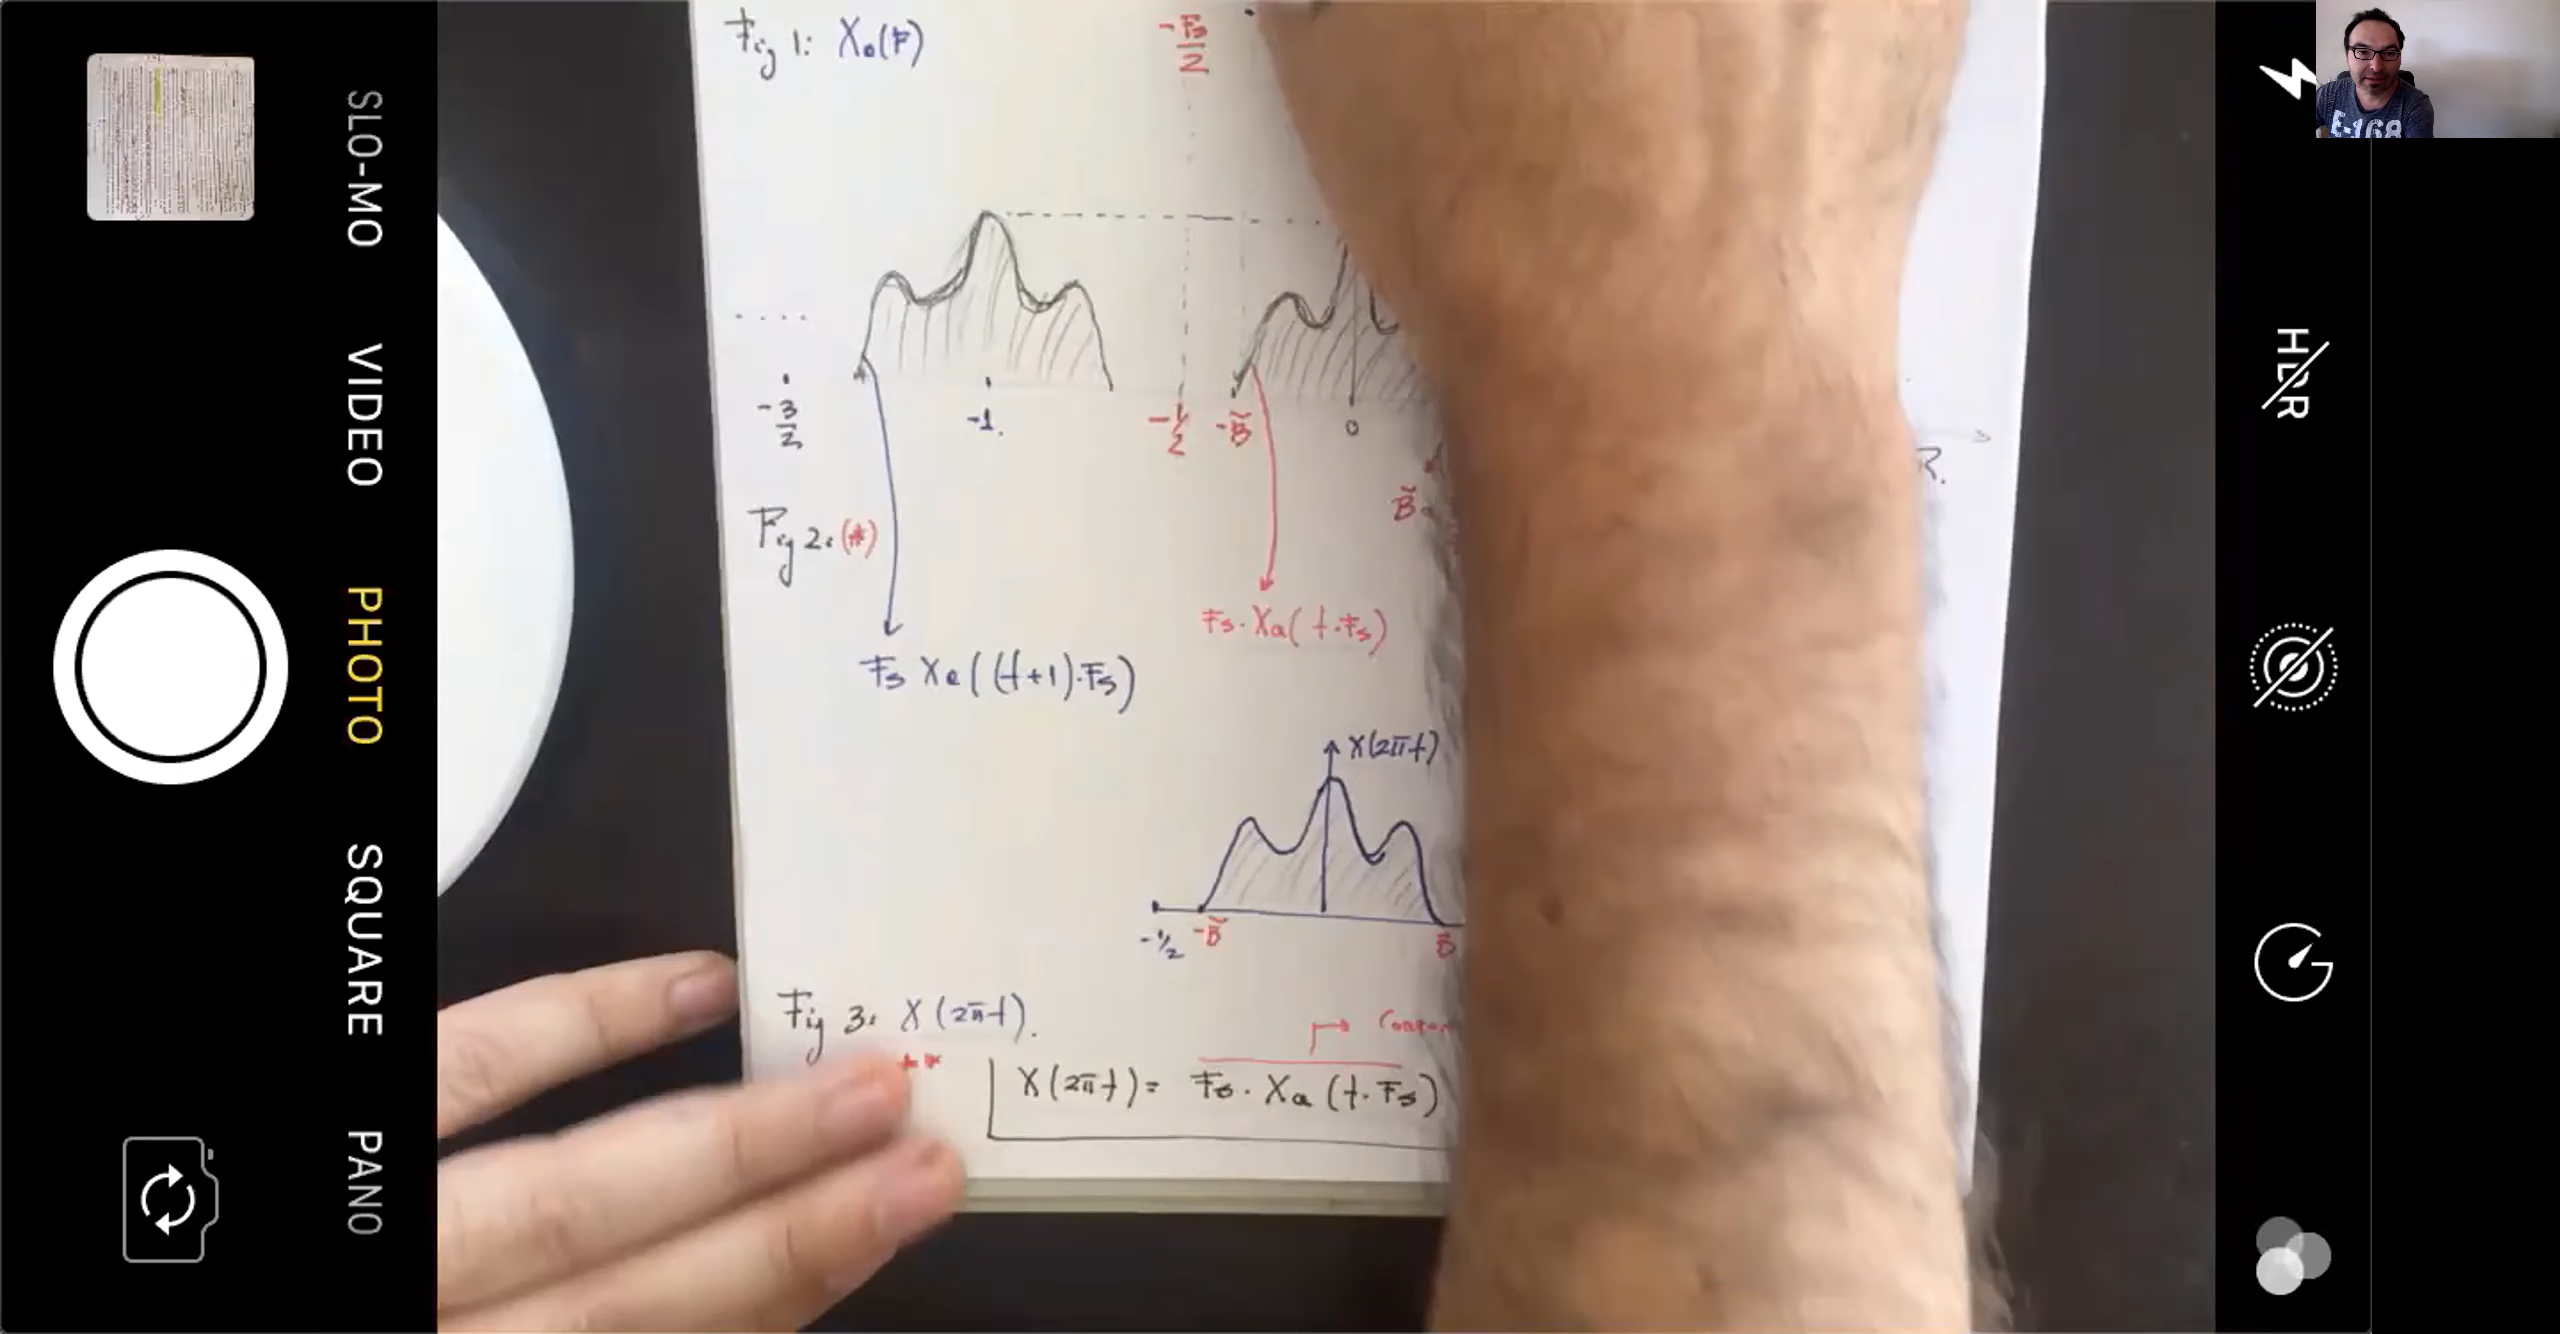 Fig 1: Xa(F)
-Fs/2
-3/2
-1.
-1/2
-B̃
0
B̃
R.
Fig 2: (*)
Fs Xa((f+1).Fs)
Fs. Xa(f.Fs)
X(2πf)
-1/2
-B̃
B̃
Fig 3: X(2πf).
**
X(2πf) = Fs. Xa (f. Fs)
SLO-MO
VIDEO
PHOTO
SQUARE
PANO
HDR
E-168